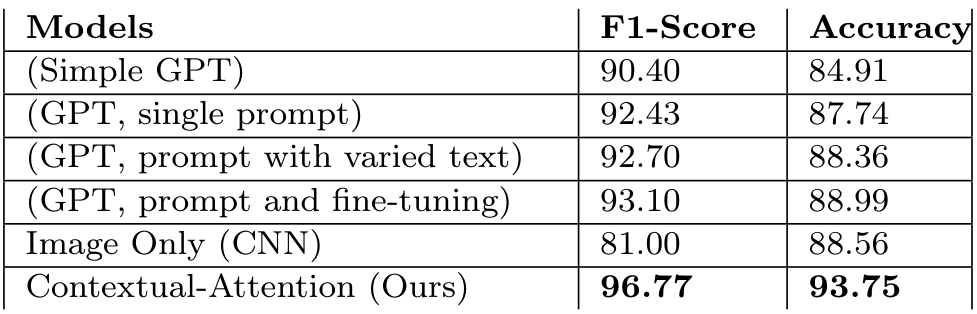 Models F1-Score Accuracy
(Simple GPT) 90.40 84.91
(GPT, single prompt) 92.43 87.74
(GPT, prompt with varied text) 92.70 88.36
(GPT, prompt and fine-tuning) 93.10 88.99
Image Only (CNN) 81.00 88.56
Contextual-Attention (Ours) 96.77 93.75